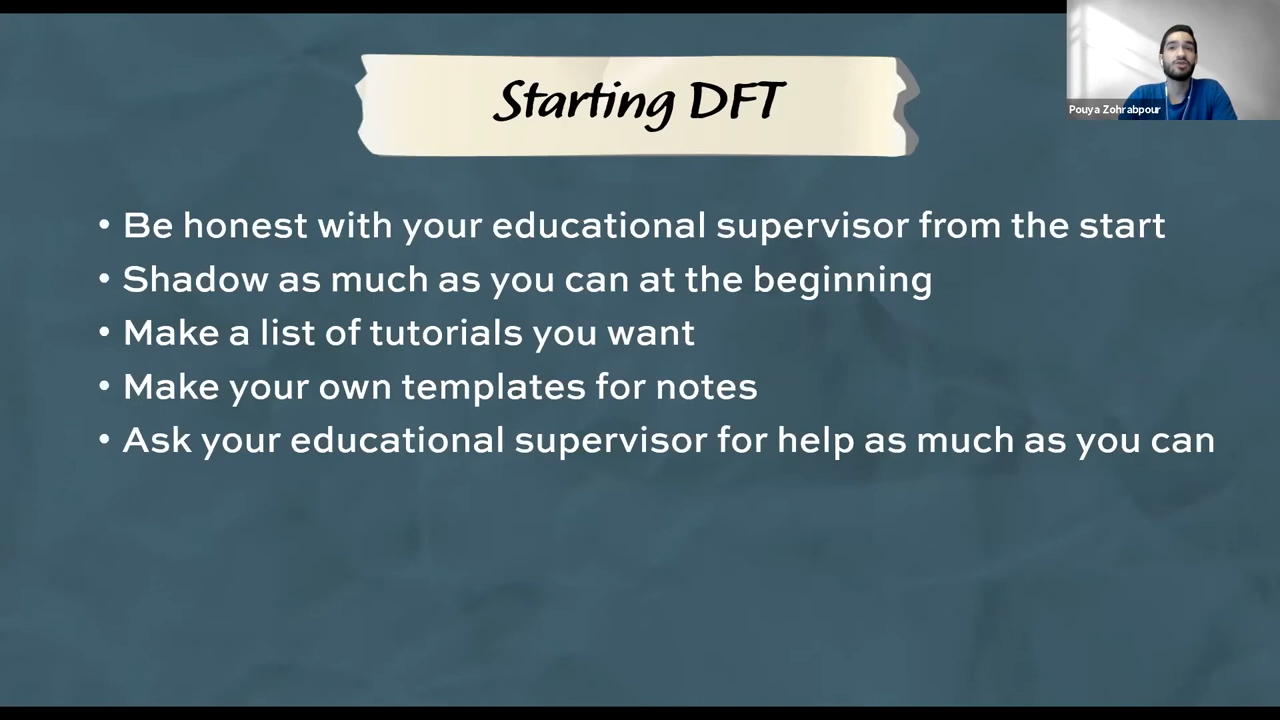 Starting DFT
Pouya Zohrabpour
• Be honest with your educational supervisor from the start
• Shadow as much as you can at the beginning
• Make a list of tutorials you want
• Make your own templates for notes
• Ask your educational supervisor for help as much as you can